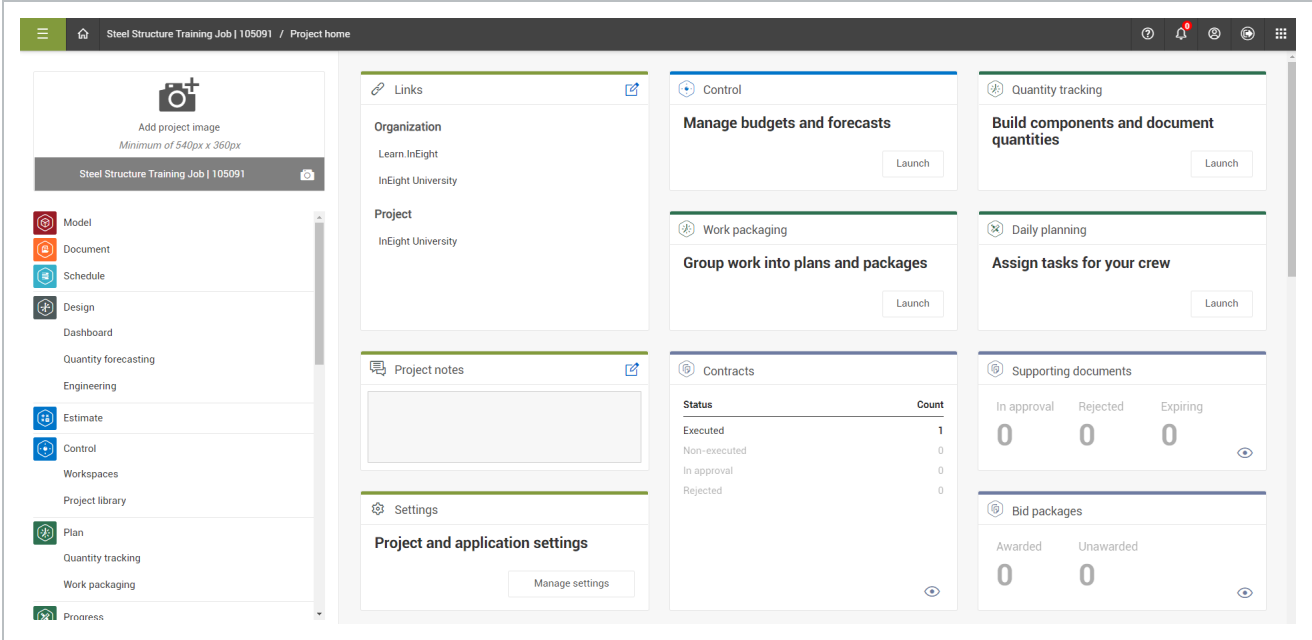 Steel Structure Training Job | 105091 / Project home
0
Add project image
Minimum of 540px x 360px
Steel Structure Training Job | 105091
Model
Document
Schedule
Design
Dashboard
Quantity forecasting
Engineering
Estimate
Control
Workspaces
Project library
Plan
Quantity tracking
Work packaging
Progress
Links
Organization
Learn.InEight
InEight University
Project
InEight University
Control
Manage budgets and forecasts
Launch
Quantity tracking
Build components and document
quantities
Launch
Work packaging
Group work into plans and packages
Launch
Daily planning
Assign tasks for your crew
Launch
Project notes
Contracts
Status Count
Executed 1
Non-executed 0
In approval 0
Rejected 0
Supporting documents
In approval Rejected Expiring
0 0 0
Settings
Project and application settings
Manage settings
Bid packages
Awarded Unawarded
0 0